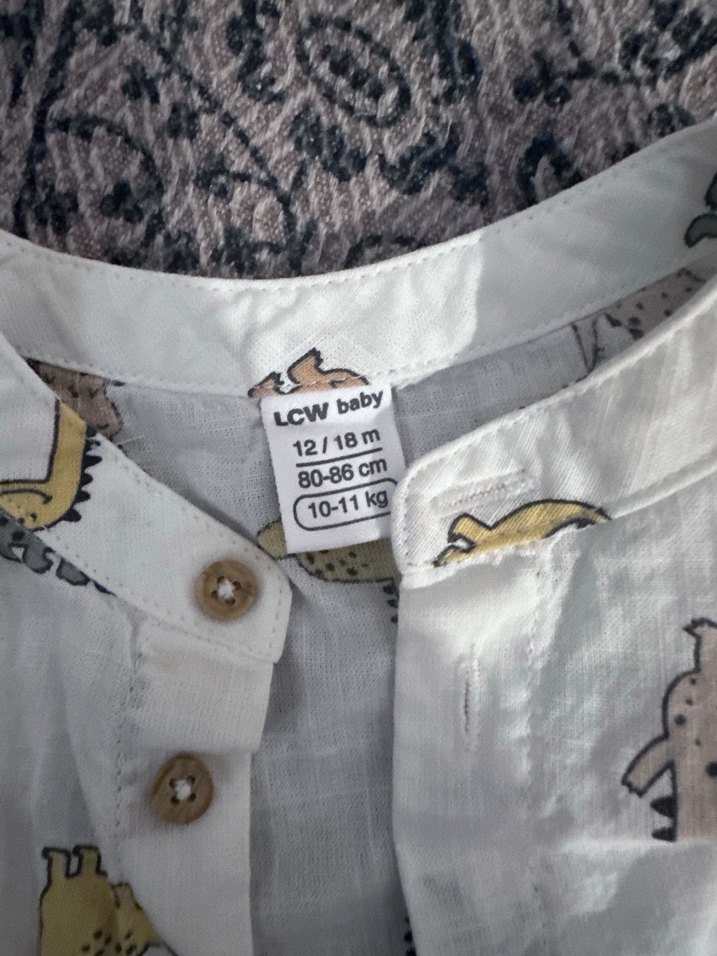 LCW baby
12 / 18 m
80-86 cm
10-11 kg